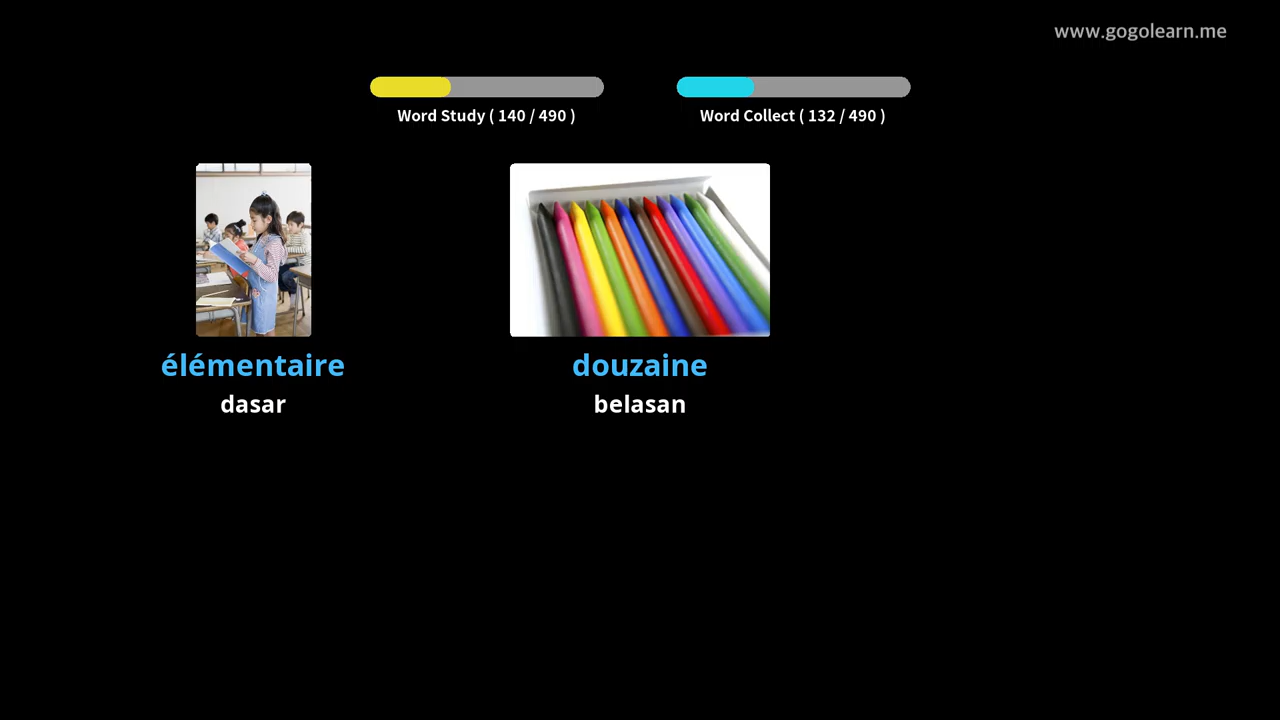 www.gogolearn.me
Word Study ( 140 / 490 )
Word Collect ( 132 / 490 )
élémentaire
dasar
douzaine
belasan